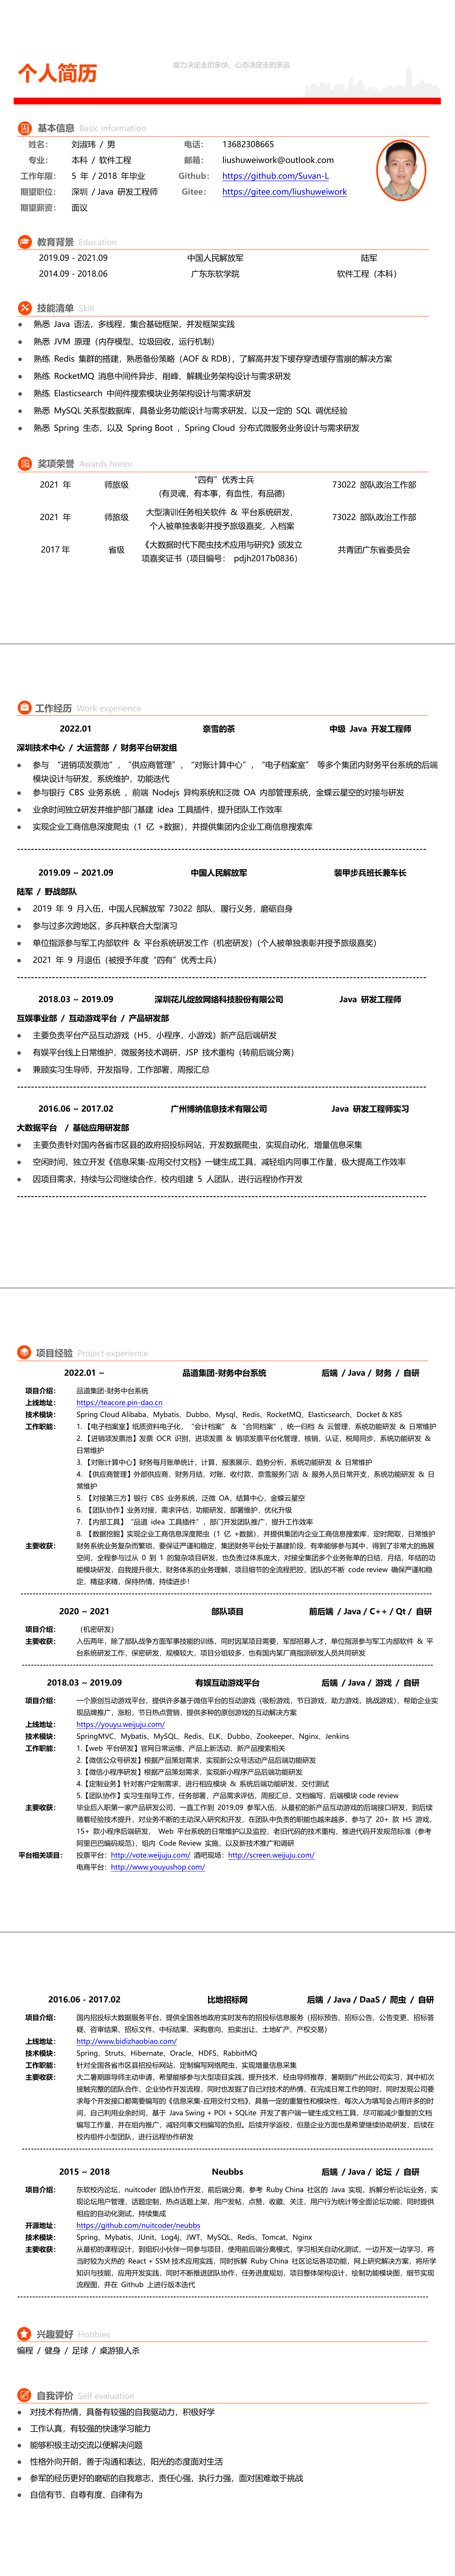 个人简历
能力决定走的多快，心态决定走的多远
基本信息 Basic information
姓名： 刘淑玮 / 男 电话： 13682308665
专业： 本科 / 软件工程 邮箱： liushuweiwork@outlook.com
工作年限： 5 年 / 2018 年毕业 Github： https://github.com/Suvan-L
期望职位： 深圳 / Java 研发工程师 Gitee： https://gitee.com/liushuweiwork
期望薪资： 面议
教育背景 Education
2019.09 - 2021.09 中国人民解放军 陆军
2014.09 - 2018.06 广东东软学院 软件工程（本科）
技能清单 Skill
● 熟悉 Java 语法，多线程，集合基础框架，并发框架实践
● 熟悉 JVM 原理（内存模型、垃圾回收，运行机制）
● 熟练 Redis 集群的搭建，熟悉备份策略（AOF & RDB），了解高并发下缓存穿透缓存雪崩的解决方案
● 熟练 RocketMQ 消息中间件异步、削峰、解耦业务架构设计与需求研发
● 熟练 Elasticsearch 中间件搜索模块业务架构设计与需求研发
● 熟悉 MySQL 关系型数据库，具备业务功能设计与需求研发，以及一定的 SQL 调优经验
● 熟悉 Spring 生态，以及 Spring Boot ，Spring Cloud 分布式微服务业务设计与需求研发
奖项荣誉 Awards honor
2021 年 师旅级 “四有”优秀士兵 73022 部队政治工作部
(有灵魂，有本事，有血性，有品德)
2021 年 师旅级 大型演训任务相关软件 & 平台系统研发， 73022 部队政治工作部
个人被单独表彰并授予旅级嘉奖，入档案
2017 年 省级 《大数据时代下爬虫技术应用与研究》颁发立 共青团广东省委员会
项嘉奖证书（项目编号： pdjh2017b0836）
工作经历 Work experience
2022.01 奈雪的茶 中级 Java 开发工程师
深圳技术中心 / 大运营部 / 财务平台研发组
● 参与 “进销项发票池”，“供应商管理”，“对账计算中心”，“电子档案室” 等多个集团内财务平台系统的后端
模块设计与研发，系统维护，功能迭代
● 参与银行 CBS 业务系统 ，前端 Nodejs 异构系统和泛微 OA 内部管理系统，金蝶云星空的对接与研发
● 业余时间独立研发并维护部门基建 idea 工具插件，提升团队工作效率
● 实现企业工商信息深度爬虫（1 亿 +数据），并提供集团内企业工商信息搜索库
2019.09 ~ 2021.09 中国人民解放军 装甲步兵班长兼车长
陆军 / 野战部队
● 2019 年 9 月入伍，中国人民解放军 73022 部队，履行义务，磨砺自身
● 参与过多次跨地区，多兵种联合大型演习
● 单位指派参与军工内部软件 & 平台系统研发工作（机密研发）（个人被单独表彰并授予旅级嘉奖）
● 2021 年 9 月退伍（被授予年度“四有”优秀士兵）
2018.03 ~ 2019.09 深圳花儿绽放网络科技股份有限公司 Java 研发工程师
互娱事业部 / 互动游戏平台 / 产品研发部
● 主要负责平台产品互动游戏（H5，小程序，小游戏）新产品后端研发
● 有娱平台线上日常维护，微服务技术调研，JSP 技术重构（转前后端分离）
● 兼顾实习生导师，开发指导，工作部署，周报汇总
2016.06 ~ 2017.02 广州博纳信息技术有限公司 Java 研发工程师实习
大数据平台 / 基础应用研发部
● 主要负责针对国内各省市区县的政府招投标网站，开发数据爬虫，实现自动化，增量信息采集
● 空闲时间，独立开发《信息采集-应用交付文档》一键生成工具，减轻组内同事工作量，极大提高工作效率
● 因项目需求，持续与公司继续合作，校内组建 5 人团队，进行远程协作开发
项目经验 Project experience
2022.01 ~ 品道集团-财务中台系统 后端 / Java / 财务 / 自研
项目介绍： 品道集团-财务中台系统
上线地址： https://teacore.pin-dao.cn
技术模块： Spring Cloud Alibaba、Mybatis、Dubbo、Mysql、Redis、RocketMQ、Elasticsearch、Docket & K8S
工作职能： 1. 【电子档案室】纸质资料电子化，“会计档案” & “合同档案”，统一归档 & 云管理，系统功能研发 & 日常维护
2. 【进销项发票池】发票 OCR 识别，进项发票 & 销项发票平台化管理，核销，认证，税局同步，系统功能研发 &
日常维护
3. 【对账计算中心】财务每月账单统计，计算，报表展示，趋势分析，系统功能研发 & 日常维护
4. 【供应商管理】外部供应商，财务月结，对账、收付款，奈雪服务门店 & 服务人员日常开支，系统功能研发 & 日
常维护
5. 【对接第三方】银行 CBS 业务系统，泛微 OA，结算中心，金蝶云星空
6. 【团队协作】业务对接，需求评估，功能研发，部署维护，优化升级
7. 【内部工具】 “品道 idea 工具插件”，部门开发团队推广，提升工作效率
8. 【数据挖掘】实现企业工商信息深度爬虫（1 亿 +数据），并提供集团内企业工商信息搜索库，定时爬取，日常维护
主要收获： 财务系统业务复杂而繁琐，要保证严谨和稳定，集团财务平台处于基建阶段，有幸能够参与其中，得到了非常大的施展
空间，全程参与过从 0 到 1 的复杂项目研发，也负责过体系庞大，对接全集团多个业务账单的日结，月结，年结的功
能模块研发，自我提升很大，财务体系的业务理解，项目细节的全流程把控，团队的不断 code review 确保严谨和稳
定，精益求精，保持热情，持续进步！
2020 ~ 2021 部队项目 前后端 / Java / C++ / Qt / 自研
项目介绍： （机密研发）
主要收获： 入伍两年，除了部队战争方面军事技能的训练，同时因某项目需要，军部招募人才，单位指派参与军工内部软件 & 平
台系统研发工作，保密研发，规模较大，项目分组较多，也有国内某厂商指派研发人员共同研发
2018.03 ~ 2019.09 有娱互动游戏平台 后端 / Java / 游戏 / 自研
项目介绍： 一个原创互动游戏平台，提供许多基于微信平台的互动游戏（吸粉游戏，节日游戏，助力游戏，挑战游戏），帮助企业实
现品牌推广，涨粉，节日热点营销，提供多种的原创游戏的互动解决方案
上线地址： https://youyu.weijuju.com/
技术模块： SpringMVC、Mybatis、MySQL、Redis、ELK、Dubbo、Zookeeper、Nginx、Jenkins
工作职能： 1.【web 平台研发】官网日常运维、产品上新活动、新产品搜索相关
2.【微信公众号研发】根据产品策划需求，实现新公众号活动产品后端功能研发
3.【微信小程序研发】根据产品策划需求，实现新小程序产品后端功能研发
4.【定制业务】针对客户定制需求，进行相应模块 & 系统后端功能研发，交付测试
5.【团队协作】实习生指导工作，任务部署，产品需求评估，周报汇总，文档编写，后端模块 code review
主要收获： 毕业后入职第一家产品研发公司，一直工作到 2019.09 参军入伍，从最初的新产品互动游戏的后端接口研发，到后续
随着经验技术提升，对业务不断的主动深入研究和开发，在团队中负责的职能也越来越多，参与了 20+ 款 H5 游戏，
15+ 款小程序后端研发， Web 平台系统的日常维护以及监控，老旧代码的技术重构，推进代码开发规范标准（参考
阿里巴巴编码规范），组内 Code Review 实施，以及新技术推广和调研
平台相关项目： 投票平台：http://vote.weijuju.com/ 酒吧现场：http://screen.weijuju.com/
电商平台：http://www.youyushop.com/
2016.06 - 2017.02 比地招标网 后端 / Java / DaaS / 爬虫 / 自研
项目介绍： 国内招投标大数据服务平台，提供全国各地政府实时发布的招投标信息服务（招标预告、招标公告、公告变更、招标答
疑、咨审结果、招标文件、中标结果、采购意向、拍卖出让、土地矿产、产权交易）
上线地址： http://www.bidizhaobiao.com/
技术模块： Spring、Struts、Hibernate、Oracle、HDFS、RabbitMQ
工作职能： 针对全国各省市区县招投标网站，定制编写网络爬虫，实现增量信息采集
主要收获： 大二暑期跟导师主动申请，希望能够参与大型项目实践，提升技术，经由导师推荐，暑期到广州此公司实习，其中初次
接触完整的团队合作，企业协作开发流程，同时也发掘了自己对技术的热情，在完成日常工作的同时，同时发现公司要
求每个开发接口都需要编写的《信息采集-应用交付文档》，具备一定的重复性和模块性，每次人为填写会占用许多的时
间，自己利用业余时间，基于 Java Swing + POI + SQLite 开发了客户端一键生成文档工具，尽可能减少重复的文档
编写工作量，并在组内推广，减轻同事文档编写的负担。后续开学返校，但是企业方面也是希望继续协助研发，后续在
校内组件小型团队，进行远程协作研发
2015 ~ 2018 Neubbs 后端 / Java / 论坛 / 自研
项目介绍： 东软校内论坛，nuitcoder 团队协作开发，前后端分离，参考 Ruby China 社区的 Java 实现，拆解分析论坛业务，实
现论坛用户管理，话题定制，热点话题上架，用户发帖，点赞、收藏、关注，用户行为统计等全面论坛功能，同时提供
相应的自动化测试，持续集成
开源地址： https://github.com/nuitcoder/neubbs
技术模块： Spring、Mybatis、JUnit、Log4j、JWT、MySQL、Redis、Tomcat、Nginx
主要收获： 从最初的课程设计，到组织小伙伴一同参与项目，使用前后端分离模式，学习相关自动化测试，一边开发一边学习，将
当时较为火热的 React + SSM 技术应用实践，同时拆解 Ruby China 社区论坛各项功能，网上研究解决方案，将所学
知识与技能，应用开发实践，同时不断推进团队协作，任务进度规划，项目整体架构设计，绘制功能模块图，细节实现
流程图，并在 Github 上进行版本迭代
兴趣爱好 Hobbies
编程 / 健身 / 足球 / 桌游狼人杀
自我评价 Self evaluation
● 对技术有热情，具备有较强的自我驱动力，积极好学
● 工作认真，有较强的快速学习能力
● 能够积极主动交流以便解决问题
● 性格外向开朗，善于沟通和表达，阳光的态度面对生活
● 参军的经历更好的磨砺的自我意志，责任心强，执行力强，面对困难敢于挑战
● 自信有节、自尊有度、自律有为